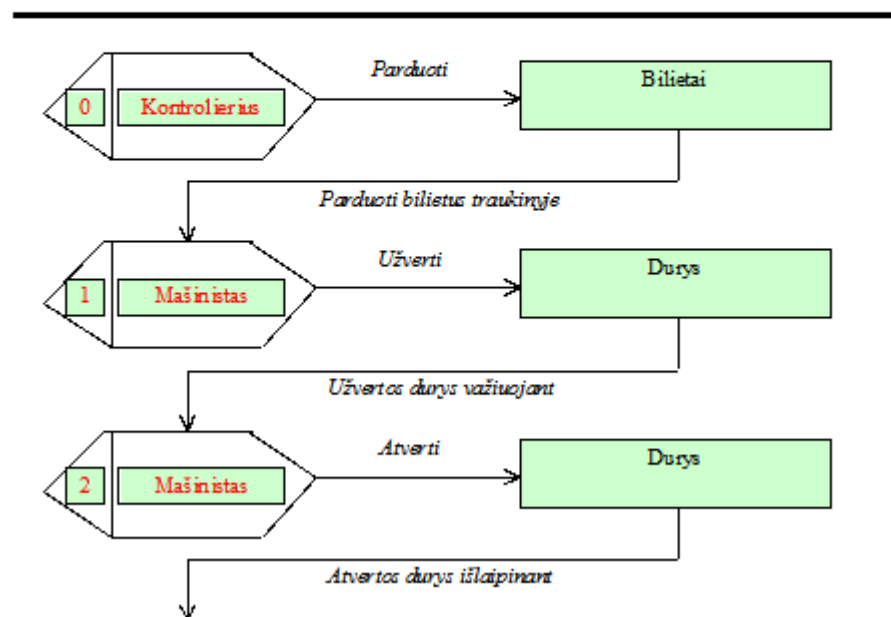 Parduoti
Bilietai
0
Kontrolierius
Parduoti bilietus traukinyje
Užverti
Durys
1
Mašinistas
Užvertos durys važiuojant
Atverti
Durys
2
Mašinistas
Atvertos durys išlaipinant